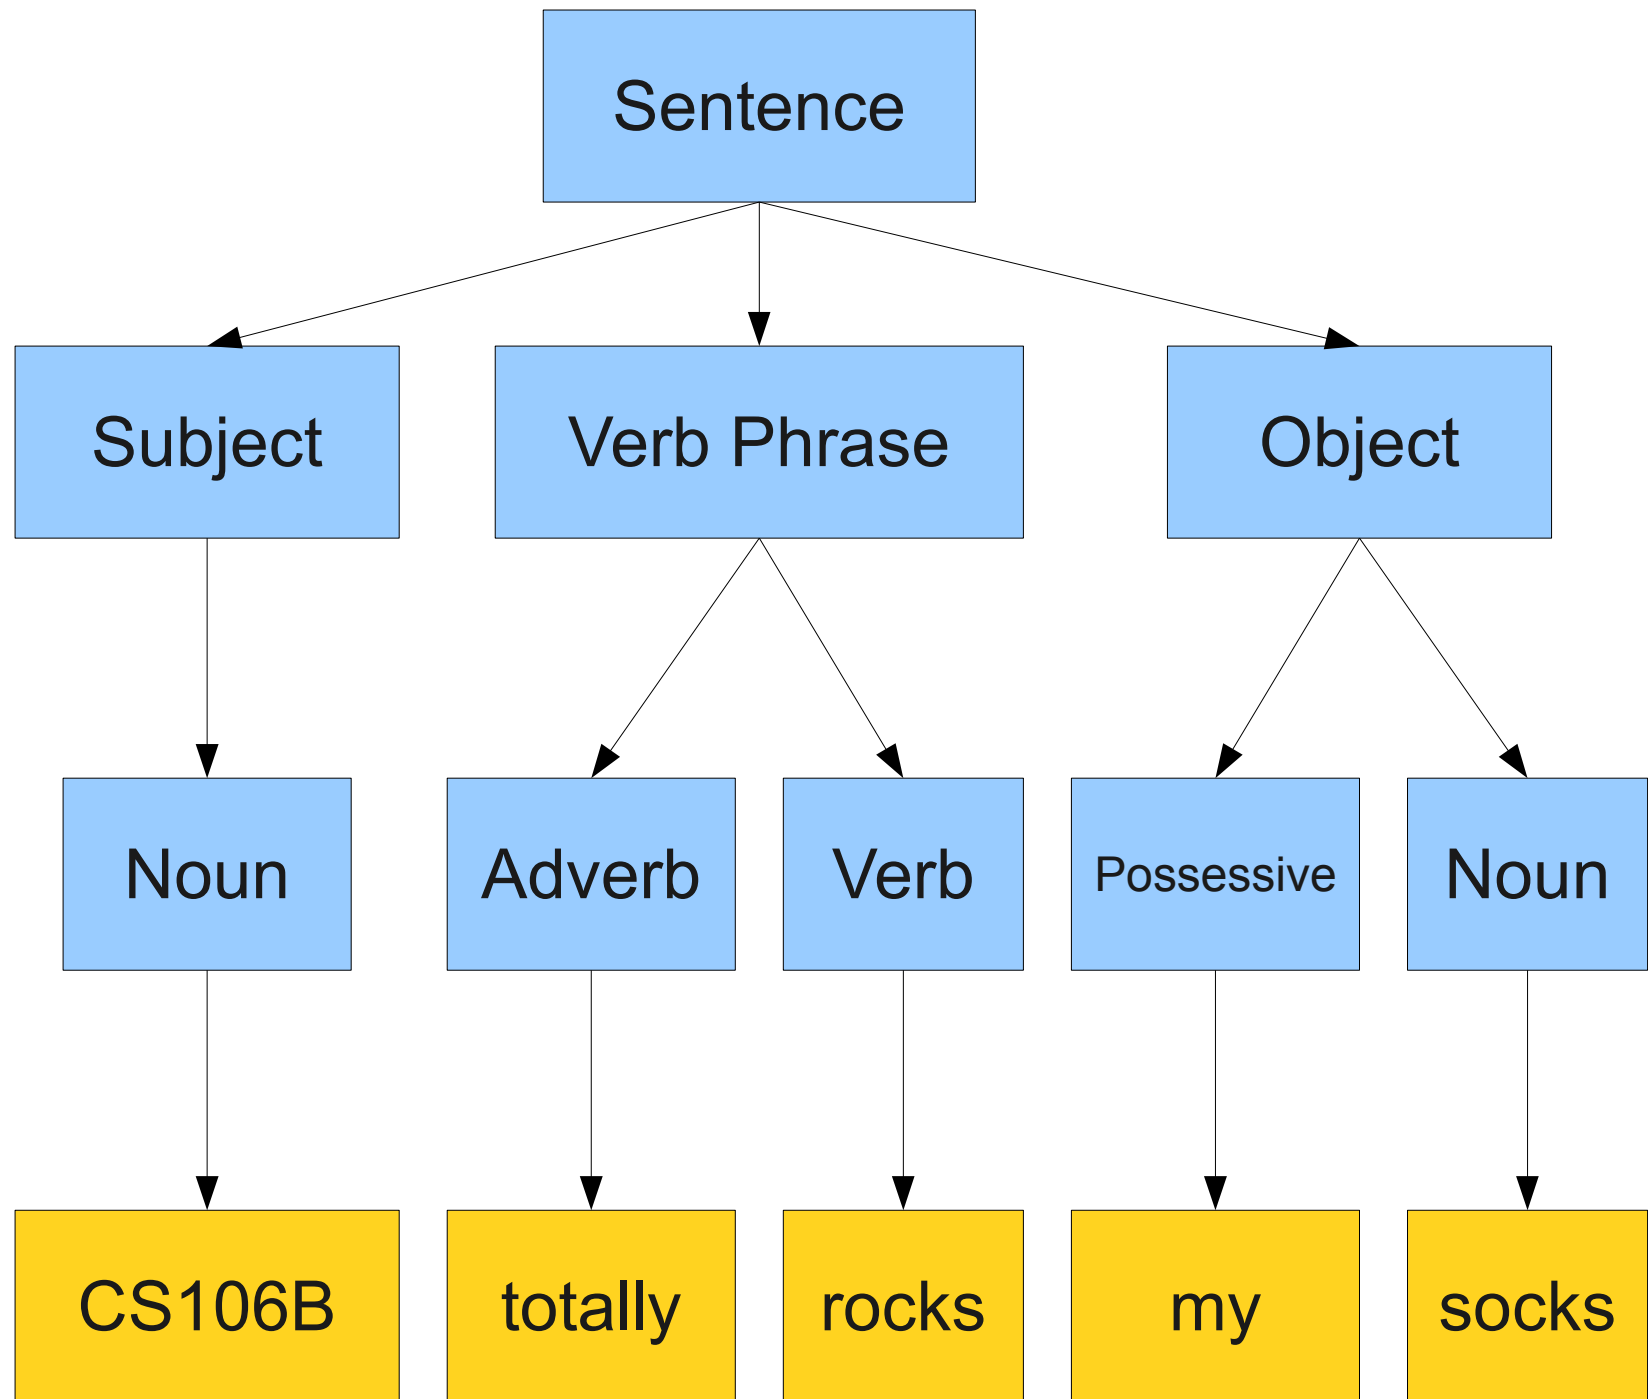 Sentence
Subject Verb Phrase Object
Noun Adverb Verb Possessive Noun
CS106B totally rocks my socks